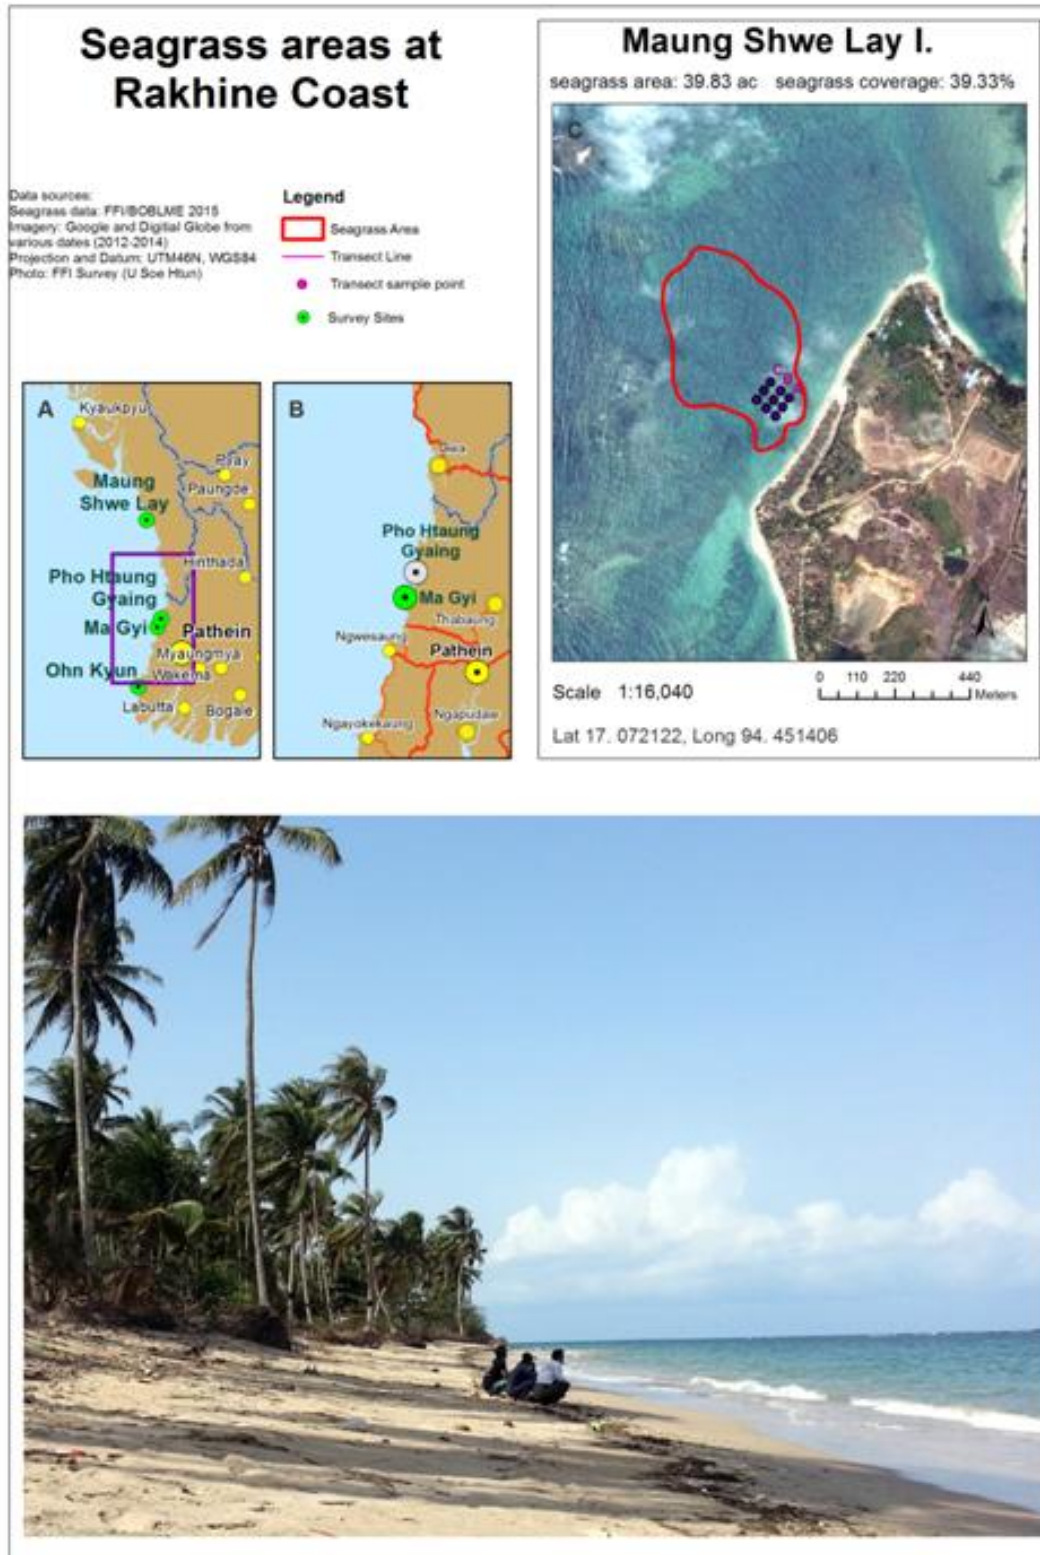 Seagrass areas at
Rakhine Coast
Data sources:
Seagrass data: FFI/BOBLME 2015
Imagery: Google and Digitial Globe from
various dates (2012-2014)
Projection and Datum: UTM46N, WGS84
Photo: FFI Survey (U Soe Htun)
Legend
Seagrass Area
Transect Line
Transect sample point
Survey Sites
A
Kyaukpyu
Pyay
Paungde
Maung
Shwe Lay
Hinthada
Pho Htaung
Gyaing
Ma Gyi
Pathein
Myaungmya
Ohn Kyun
Wakema
Labutta
Bogale
B
Gwa
Pho Htaung
Gyaing
Ma Gyi
Thabaung
Ngwesaung
Pathein
Ngayokekaung
Ngapudaw
Maung Shwe Lay I.
seagrass area: 39.83 ac seagrass coverage: 39.33%
C
Scale 1:16,040
0 110 220 440
Meters
Lat 17. 072122, Long 94. 451406